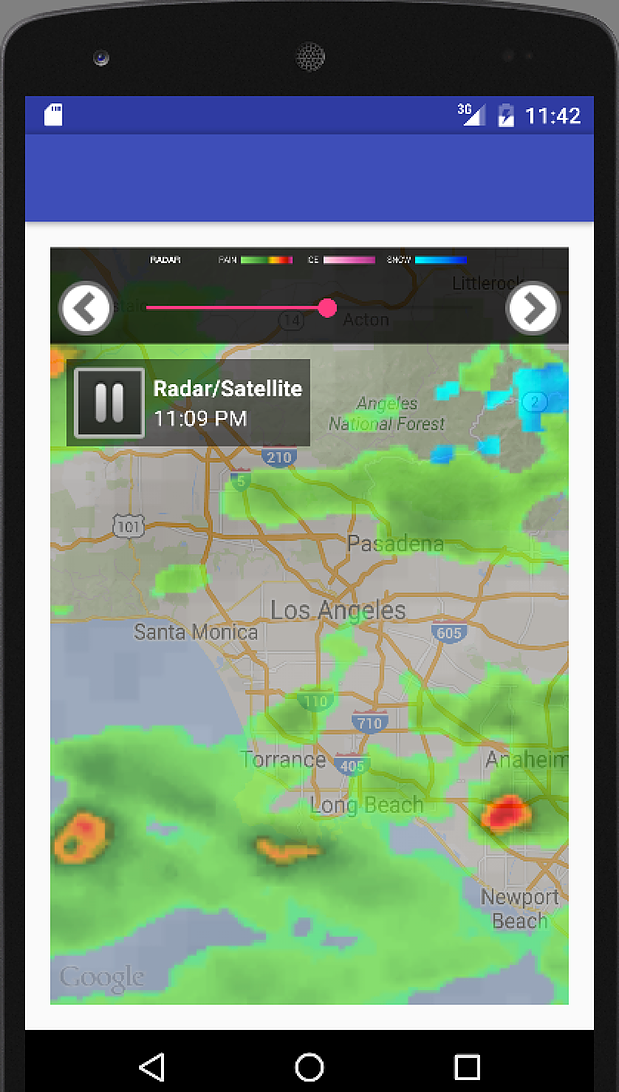 3G 11:42
RADAR RAIN ICE SNOW
Littlerock
14 Acton
Radar/Satellite
11:09 PM
2
Angeles
National Forest
210
5
101
Pasadena
Los Angeles
Santa Monica
605
110
710
Torrance
405
Anaheim
Long Beach
Newport
Beach
Google